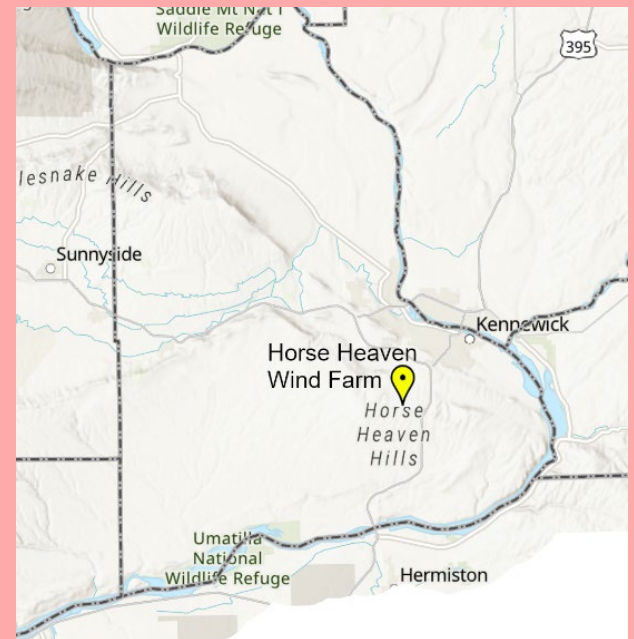 Saddle Mt Nat'l
Wildlife Refuge
395
lesnake Hills
Sunnyside
Kennewick
Horse Heaven
Wind Farm
Horse
Heaven
Hills
Umatilla
National
Wildlife Refuge
Hermiston